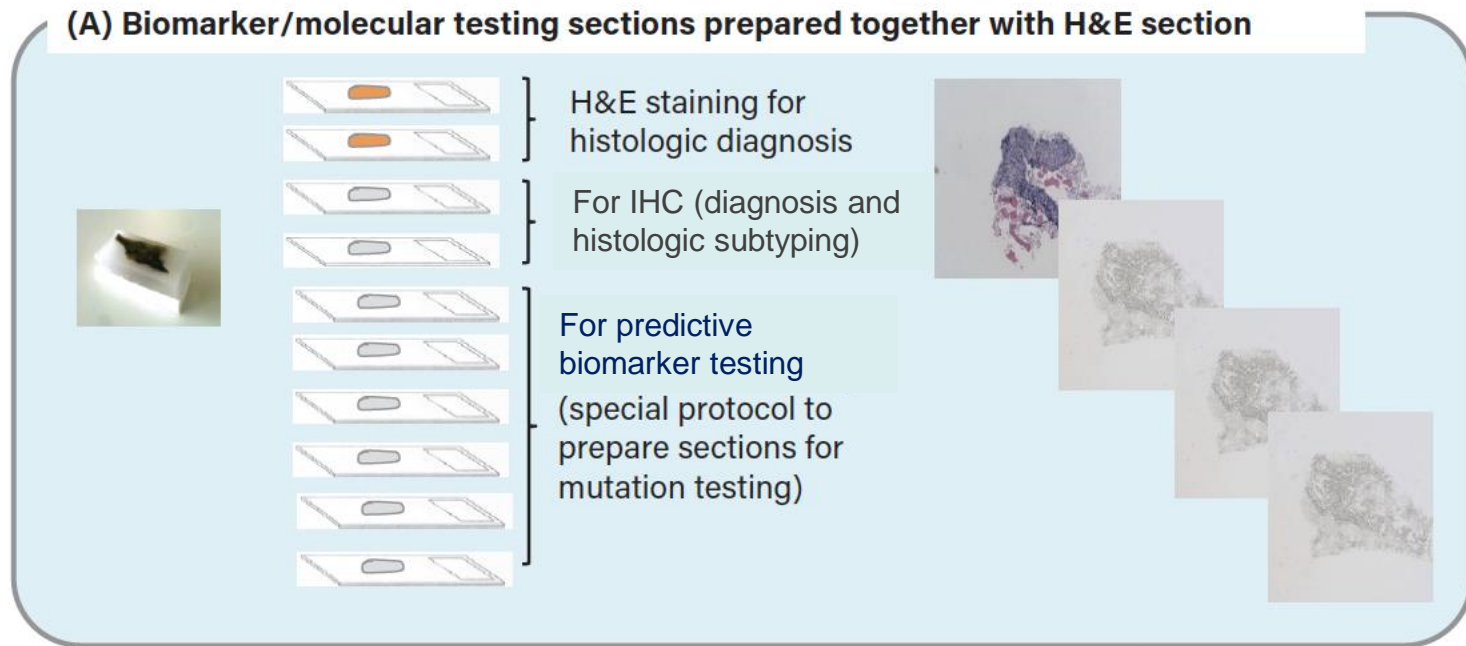 (A) Biomarker/molecular testing sections prepared together with H&E section
H&E staining for
histologic diagnosis
For IHC (diagnosis and
histologic subtyping)
For predictive
biomarker testing
(special protocol to
prepare sections for
mutation testing)